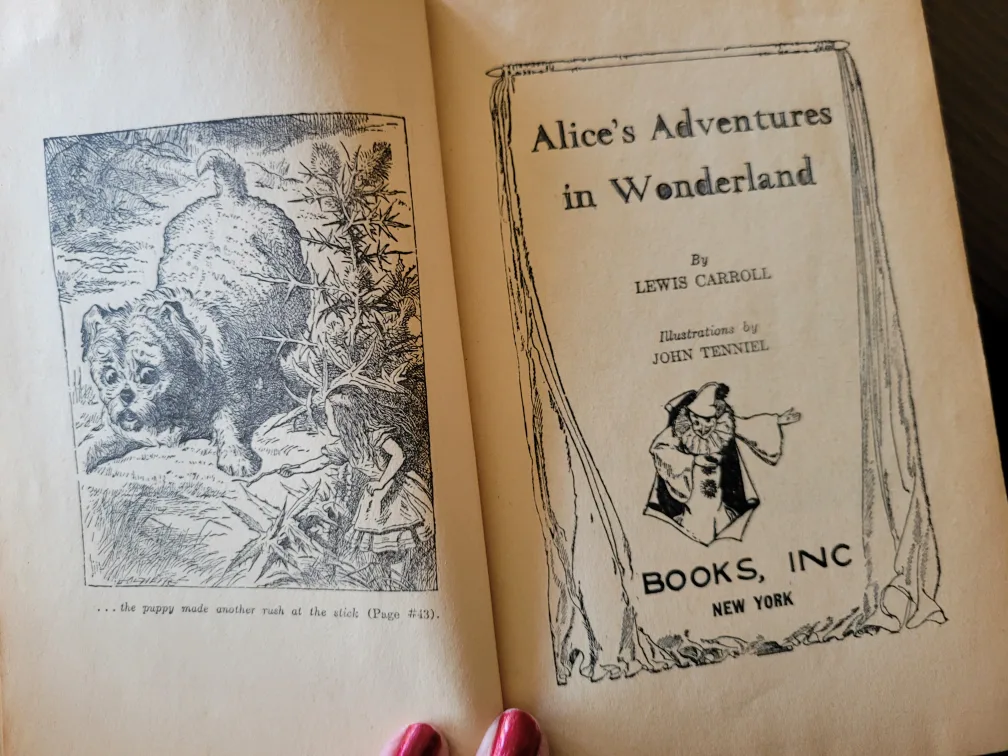 ... the puppy made another rush at the stick (Page #43).
Alice's Adventures
in Wonderland
By
LEWIS CARROLL
Illustrations by
JOHN TENNIEL
BOOKS, INC
NEW YORK